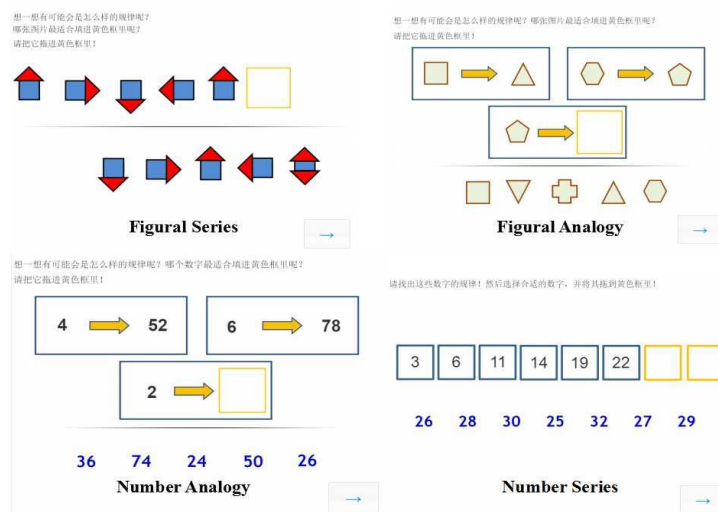 想一想有可能会是怎么样的规律呢?
哪张图片最适合填进黄色框里呢?
请把它拖进黄色框里!
Figural Series
→
想一想有可能会是怎么样的规律呢?哪张图片最适合填进黄色框里呢?
请把它拖进黄色框里!
Figural Analogy
→
想一想有可能会是怎么样的规律呢?哪个数字最适合填进黄色框里呢?
请把它拖进黄色框里!
4 52 6 78
2
36 74 24 50 26
Number Analogy
→
请找出这些数字的规律!然后选择合适的数字,并将其拖到黄色框里!
3 6 11 14 19 22
26 28 30 25 32 27 29
Number Series
→